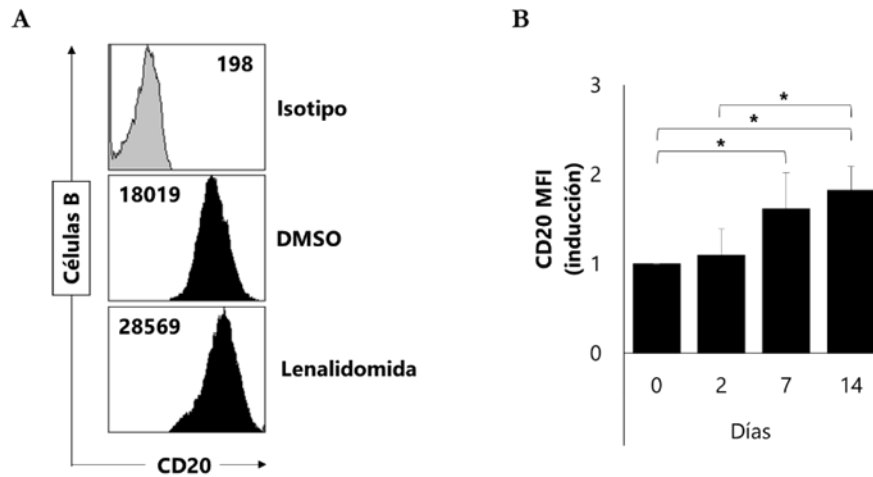 A
Células B
198
Isotipo
18019
DMSO
28569
Lenalidomida
CD20
B
CD20 MFI
(inducción)
3
2
1
0
*
*
*
0 2 7 14
Días